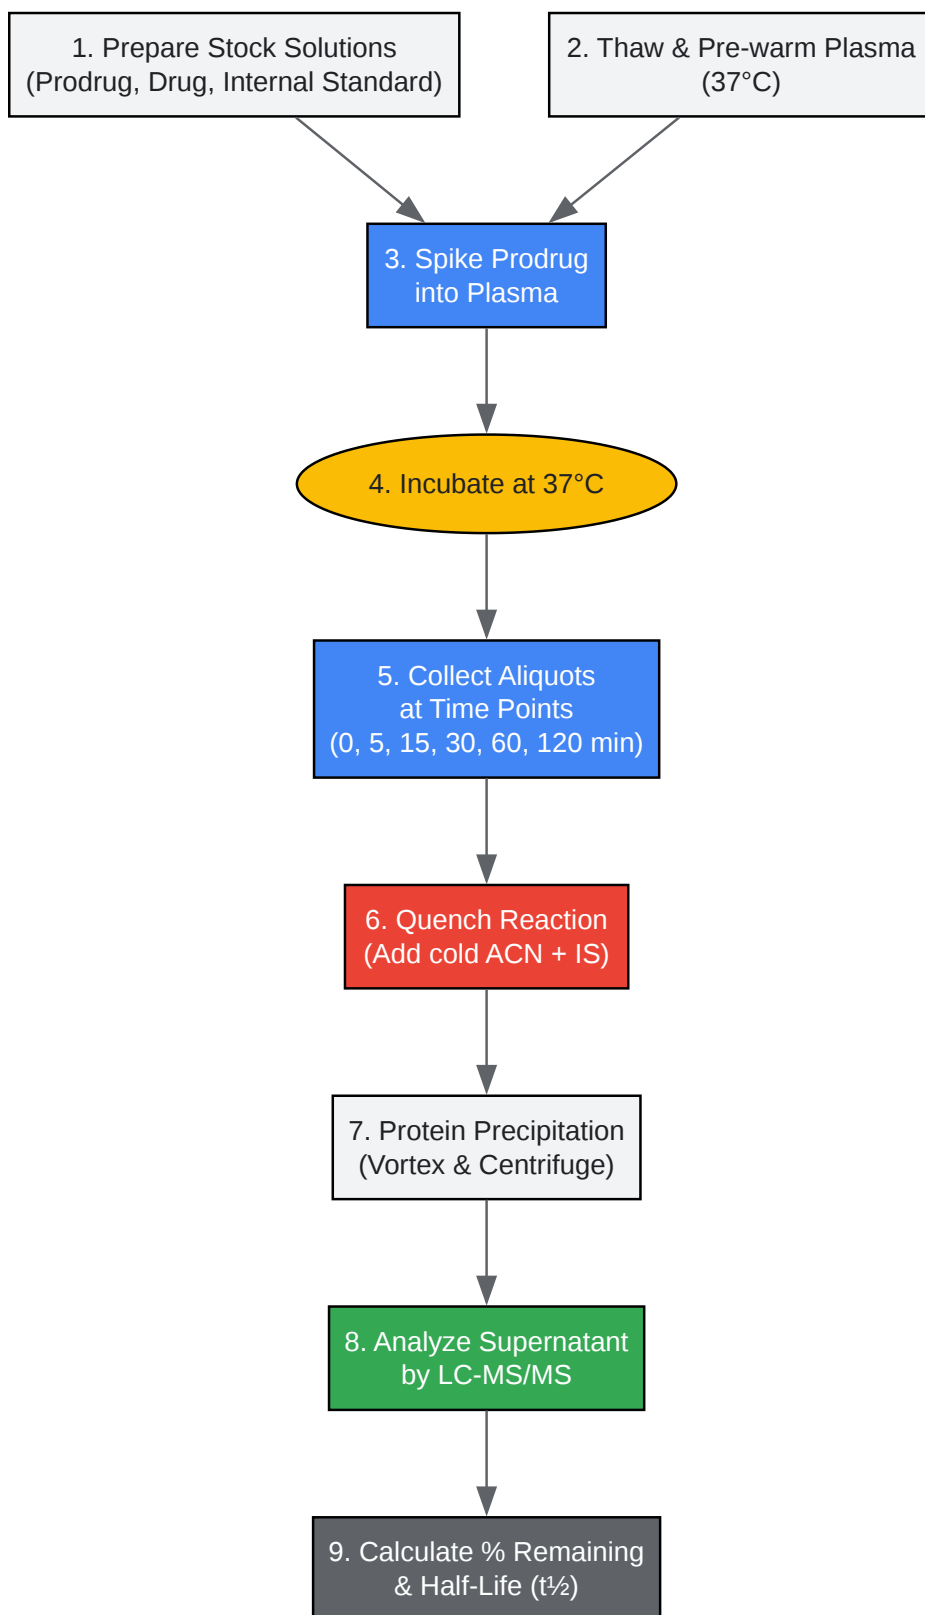 1. Prepare Stock Solutions
(Prodrug, Drug, Internal Standard)
2. Thaw & Pre-warm Plasma
(37°C)
3. Spike Prodrug
into Plasma
4. Incubate at 37°C
5. Collect Aliquots
at Time Points
(0, 5, 15, 30, 60, 120 min)
6. Quench Reaction
(Add cold ACN + IS)
7. Protein Precipitation
(Vortex & Centrifuge)
8. Analyze Supernatant
by LC-MS/MS
9. Calculate % Remaining
& Half-Life (t½)